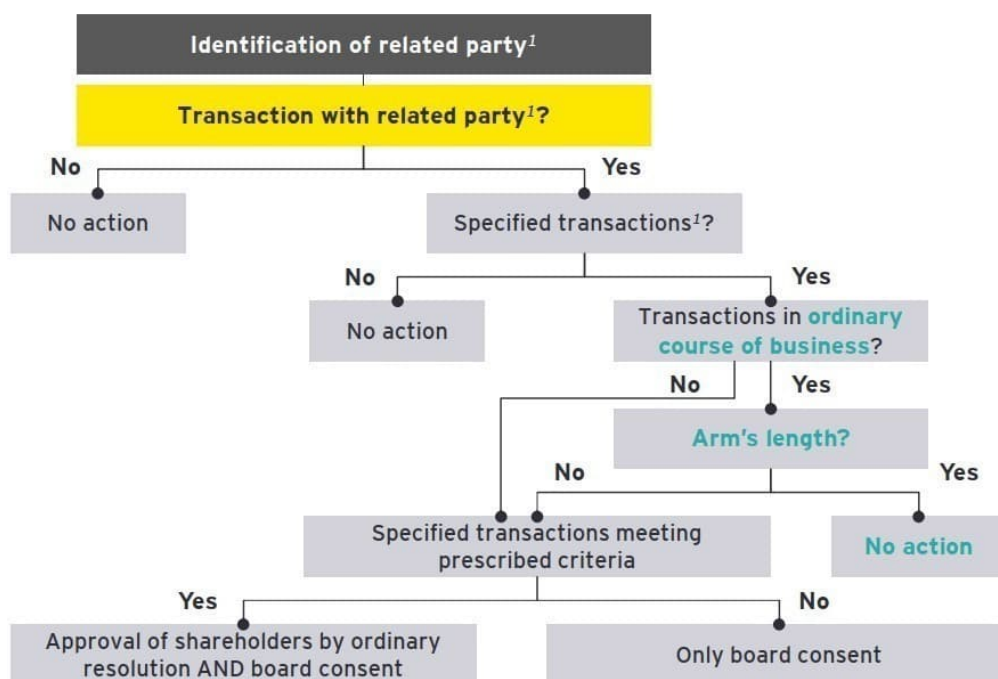 Identification of related party¹
Transaction with related party¹?
No
Yes
No action
Specified transactions¹?
No
Yes
No action
Transactions in ordinary
course of business?
No
Yes
Arm's length?
No
Yes
Specified transactions meeting
prescribed criteria
No action
Yes
No
Approval of shareholders by ordinary
resolution AND board consent
Only board consent